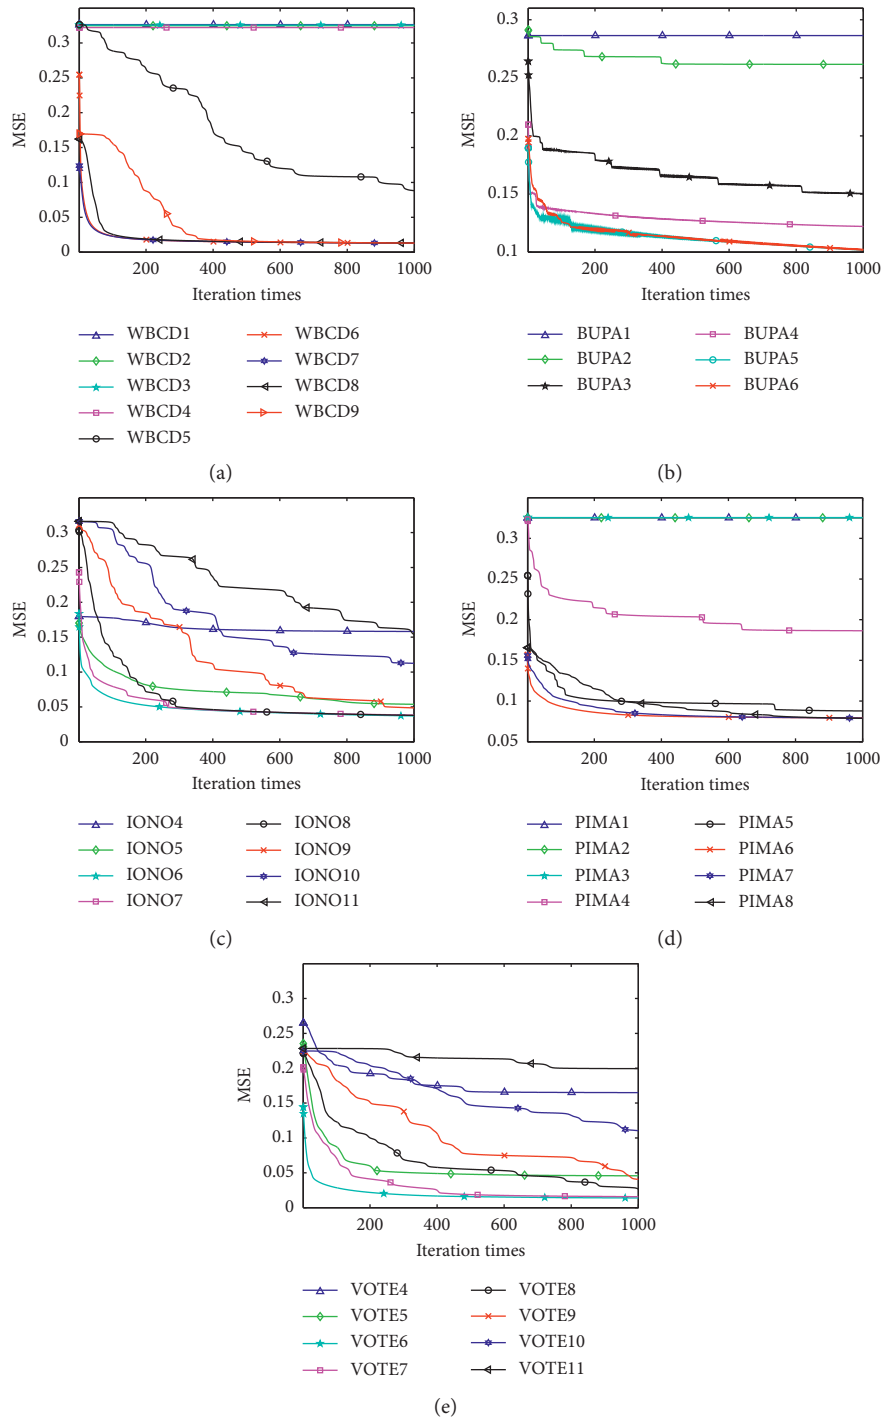 0.3
0.25
0.2
0.15
0.1
0.05
0
MSE
200 400 600 800 1000
Iteration times
WBCD1
WBCD2
WBCD3
WBCD4
WBCD5
WBCD6
WBCD7
WBCD8
WBCD9
(a)
0.3
0.25
0.2
0.15
0.1
MSE
200 400 600 800 1000
Iteration times
BUPA1
BUPA2
BUPA3
BUPA4
BUPA5
BUPA6
(b)
0.3
0.25
0.2
0.15
0.1
0.05
0
MSE
0 200 400 600 800 1000
Iteration times
IONO4
IONO5
IONO6
IONO7
IONO8
IONO9
IONO10
IONO11
(c)
0.3
0.25
0.2
0.15
0.1
0.05
MSE
200 400 600 800 1000
Iteration times
PIMA1
PIMA2
PIMA3
PIMA4
PIMA5
PIMA6
PIMA7
PIMA8
(d)
0.3
0.25
0.2
0.15
0.1
0.05
0
MSE
200 400 600 800 1000
Iteration times
VOTE4
VOTE5
VOTE6
VOTE7
VOTE8
VOTE9
VOTE10
VOTE11
(e)